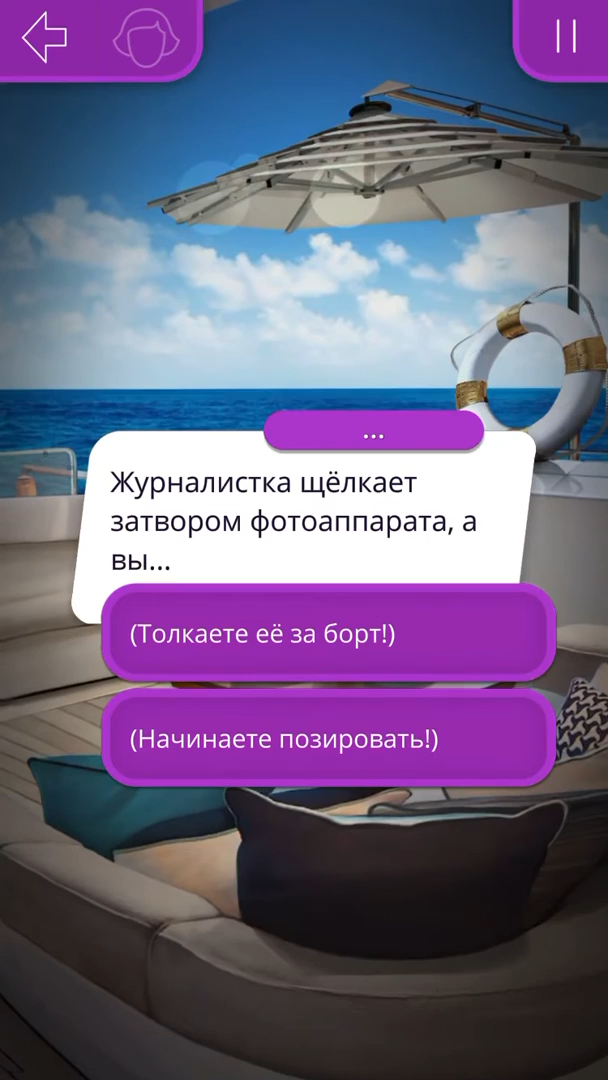 ...
Журналистка щёлкает
затвором фотоаппарата, а
вы...
(Толкаете её за борт!)
(Начинаете позировать!)